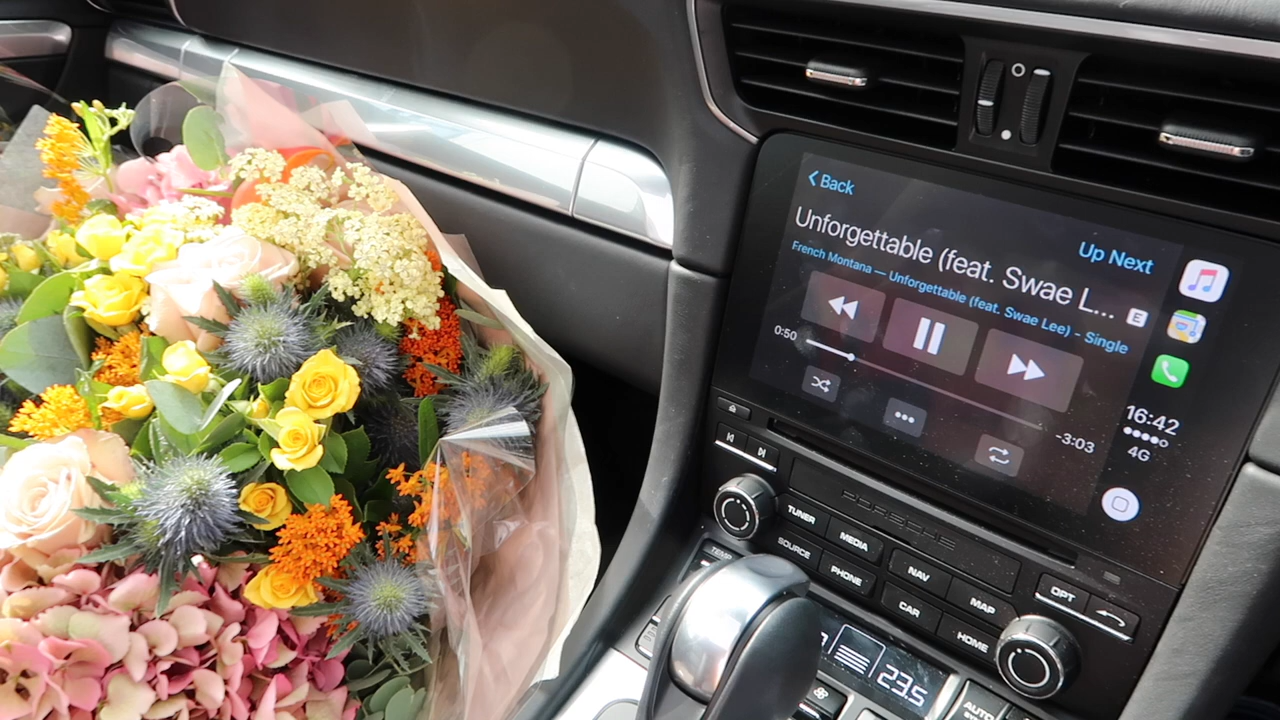 Back
Up Next
Unforgettable (feat. Swae L... E
French Montana — Unforgettable (feat. Swae Lee) – Single
0:50
-3:03
16:42
4G
PORSCHE
TUNER
MEDIA
SOURCE
PHONE
NAV
MAP
CAR
HOME
OPT
TEMP
23.5
AUTO